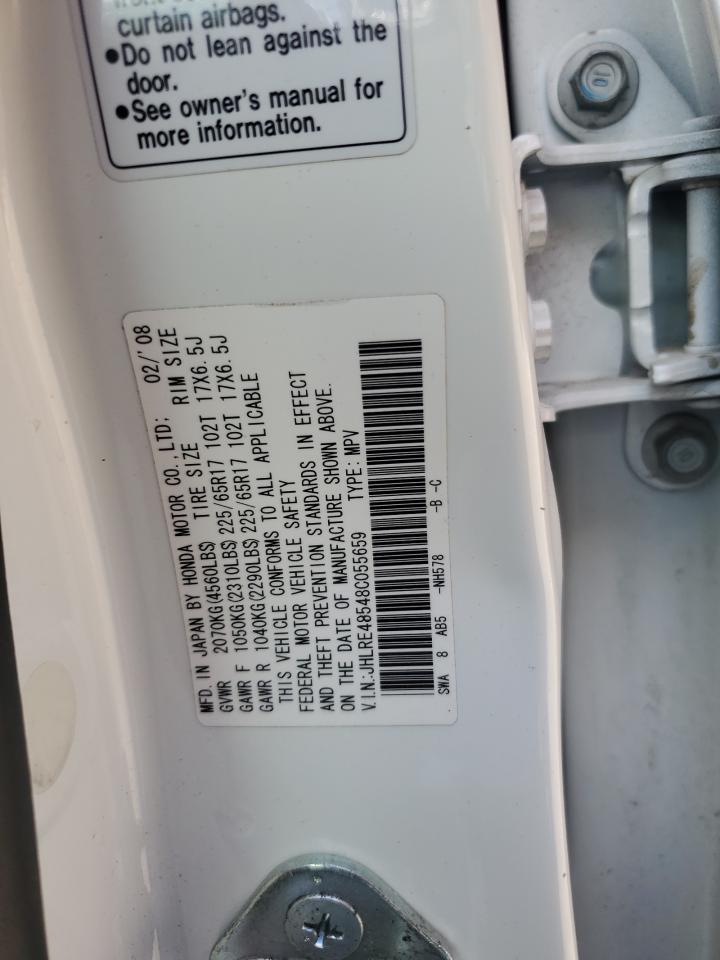 curtain airbags.
●Do not lean against the
door.
●See owner's manual for
more information.
MFD. IN JAPAN BY HONDA MOTOR CO., LTD; 02/'08
GVWR 2070KG(4560LBS) TIRE SIZE RIM SIZE
GAWR F 1050KG(2310LBS) 225/65R17 102T 17X6. 5J
GAWR R 1040KG(2290LBS) 225/65R17 102T 17X6. 5J
THIS VEHICLE CONFORMS TO ALL APPLICABLE
FEDERAL MOTOR VEHICLE SAFETY
AND THEFT PREVENTION STANDARDS IN EFFECT
ON THE DATE OF MANUFACTURE SHOWN ABOVE.
V.I.N.:JHLRE48548C055659 TYPE: MPV
SWA 8 AB5 -NH578 -B -C